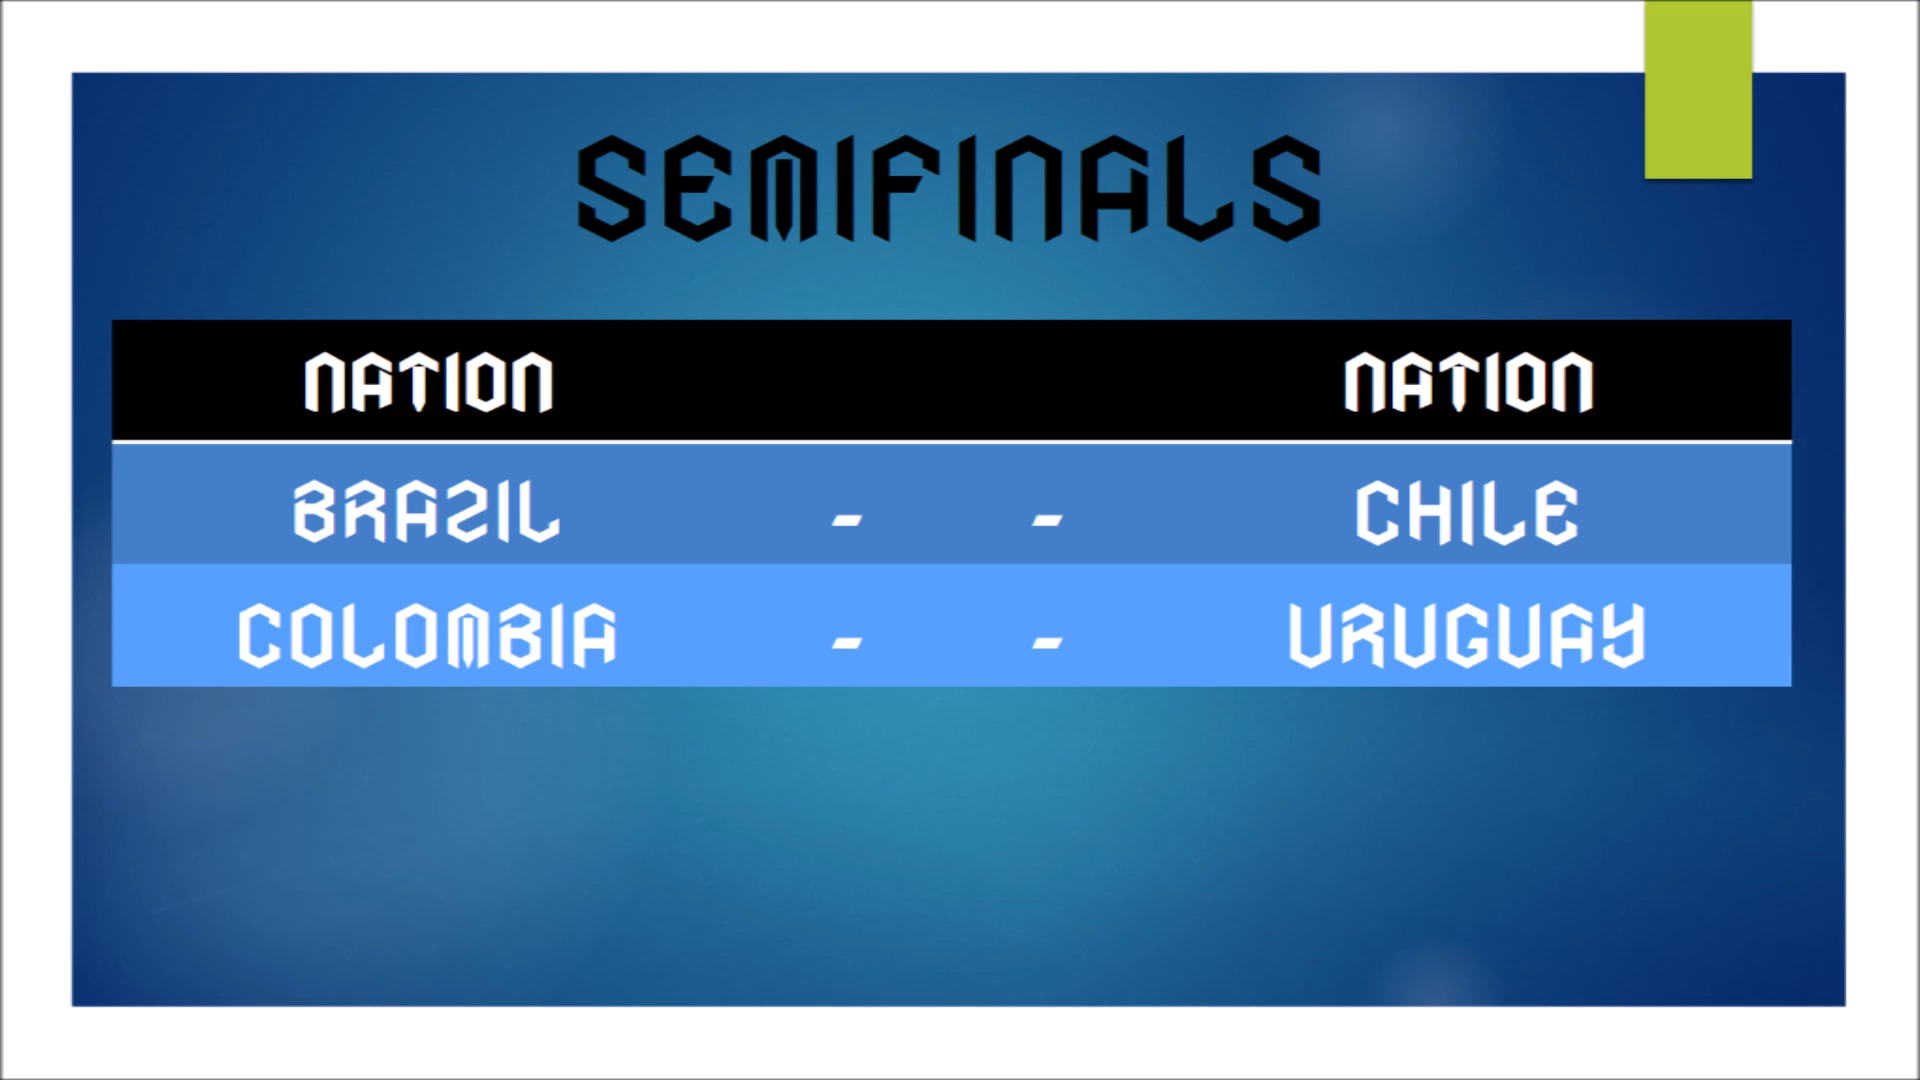 SEMIFINALS
NATION NATION
BRAZIL - - CHILE
COLOMBIA - - URUGUAY